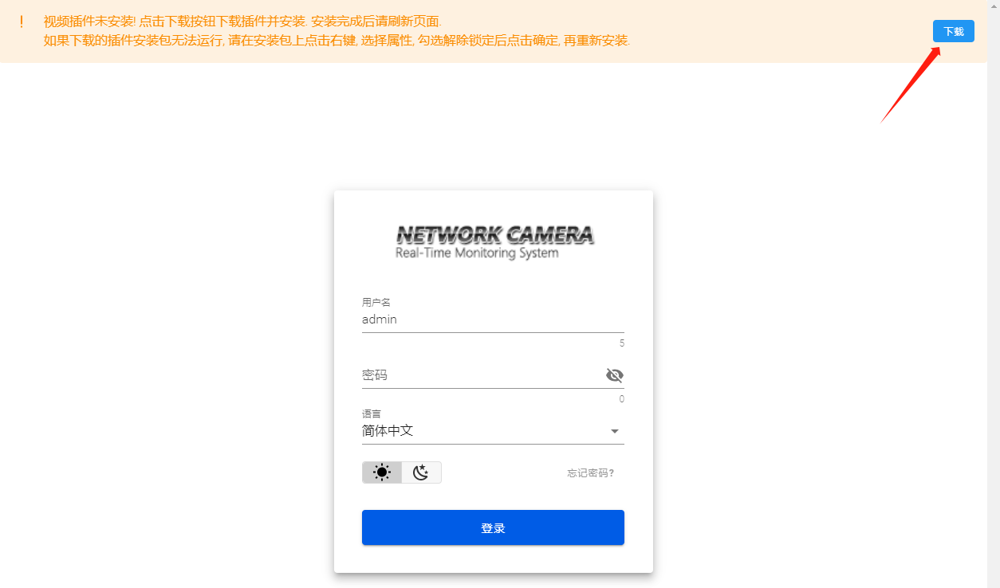 视频插件未安装! 点击下载按钮下载插件并安装. 安装完成后请刷新页面.
如果下载的插件安装包无法运行, 请在安装包上点击右键, 选择属性, 勾选解除锁定后点击确定, 再重新安装.
下载
NETWORK CAMERA
Real-Time Monitoring System
用户名
admin
5
密码
0
语言
简体中文
忘记密码?
登录